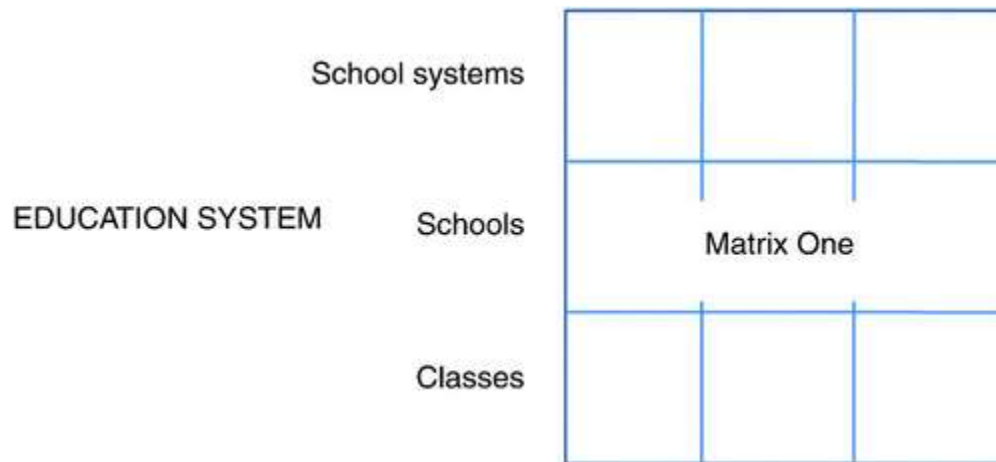 School systems
EDUCATION SYSTEM
Schools
Matrix One
Classes